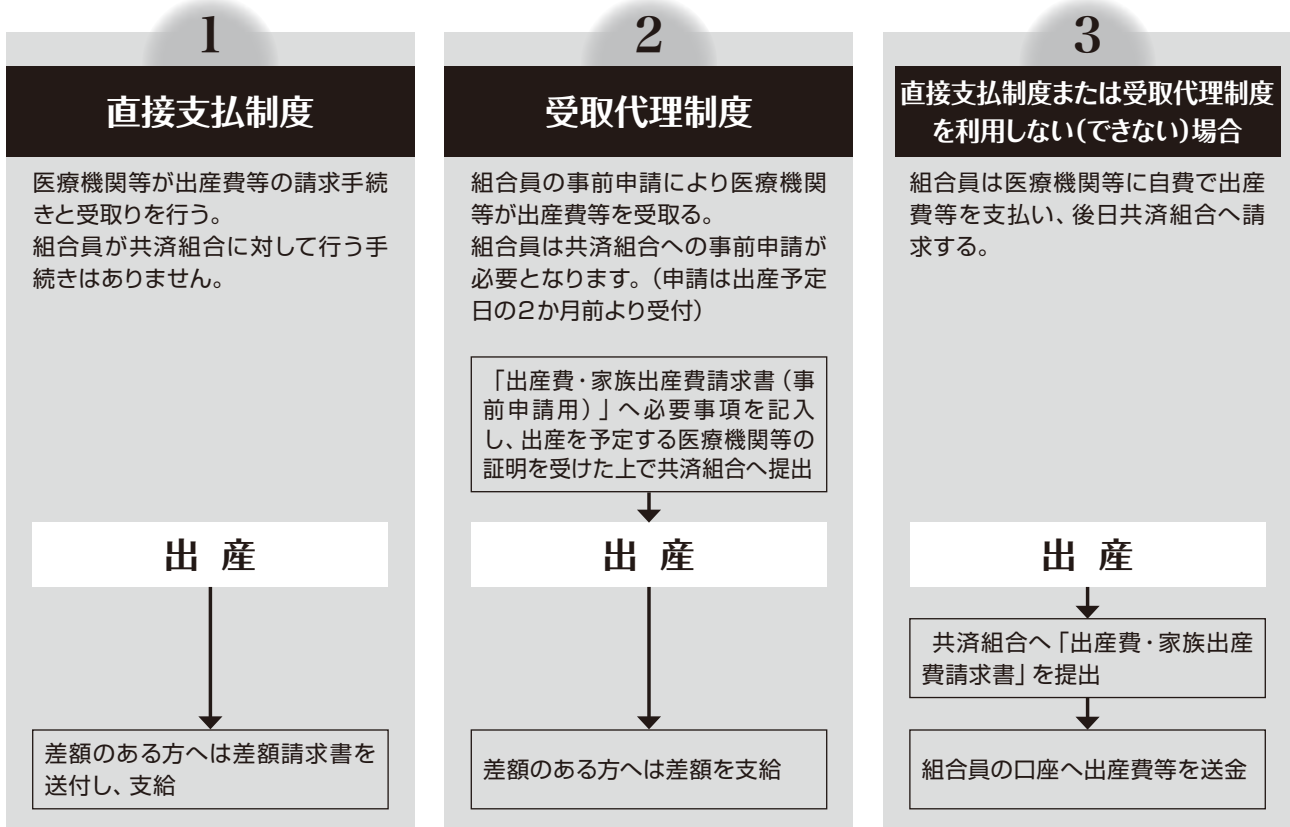 1
直接支払制度
医療機関等が出産費等の請求手続
きと受取りを行う。
組合員が共済組合に対して行う手
続きはありません。
出 産
差額のある方へは差額請求書を
送付し、支給
2
受取代理制度
組合員の事前申請により医療機関
等が出産費等を受取る。
組合員は共済組合への事前申請が
必要となります。（申請は出産予定
日の2か月前より受付）
「出産費・家族出産費請求書（事
前申請用）」へ必要事項を記入
し、出産を予定する医療機関等の
証明を受けた上で共済組合へ提出
出 産
差額のある方へは差額を支給
3
直接支払制度または受取代理制度
を利用しない（できない）場合
組合員は医療機関等に自費で出産
費等を支払い、後日共済組合へ請
求する。
出 産
共済組合へ「出産費・家族出産
費請求書」を提出
組合員の口座へ出産費等を送金